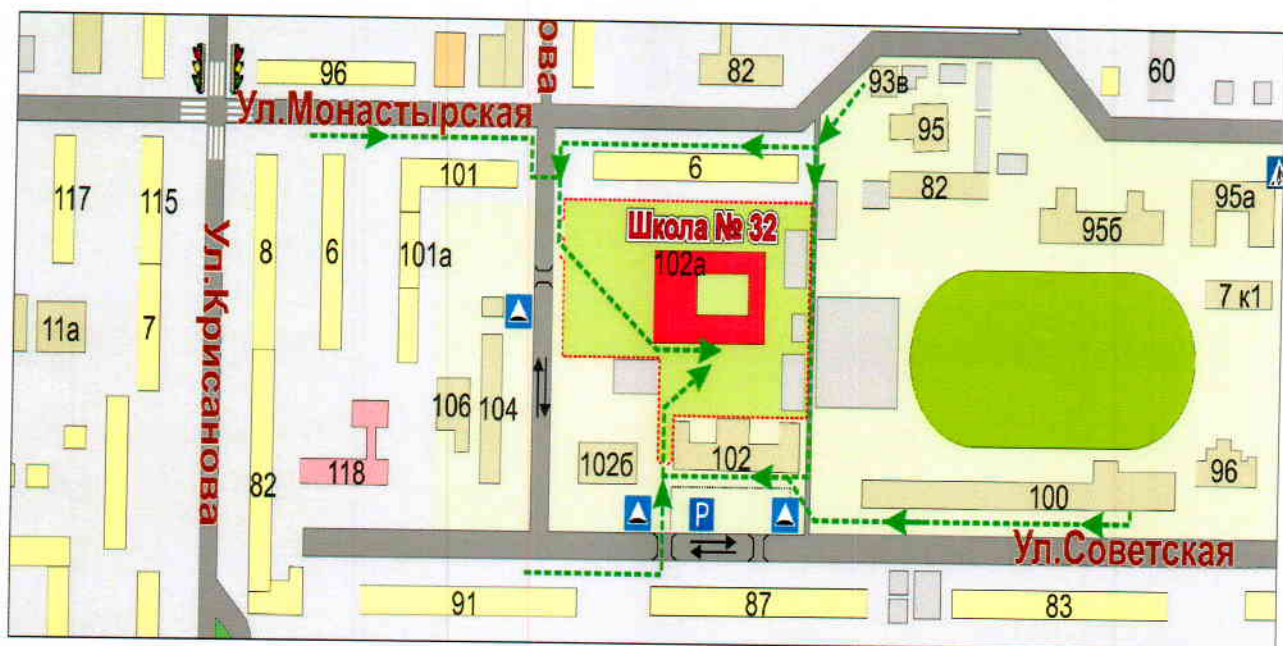 96
ова
82
93в
60
Ул.Монастырская
95
117
115
101
6
82
95а
95б
Школа № 32
102а
8
6
101а
Ул.Крисанова
11а
7
7 к1
106
104
118
82
102б
102
96
100
P
Ул.Советская
91
87
83